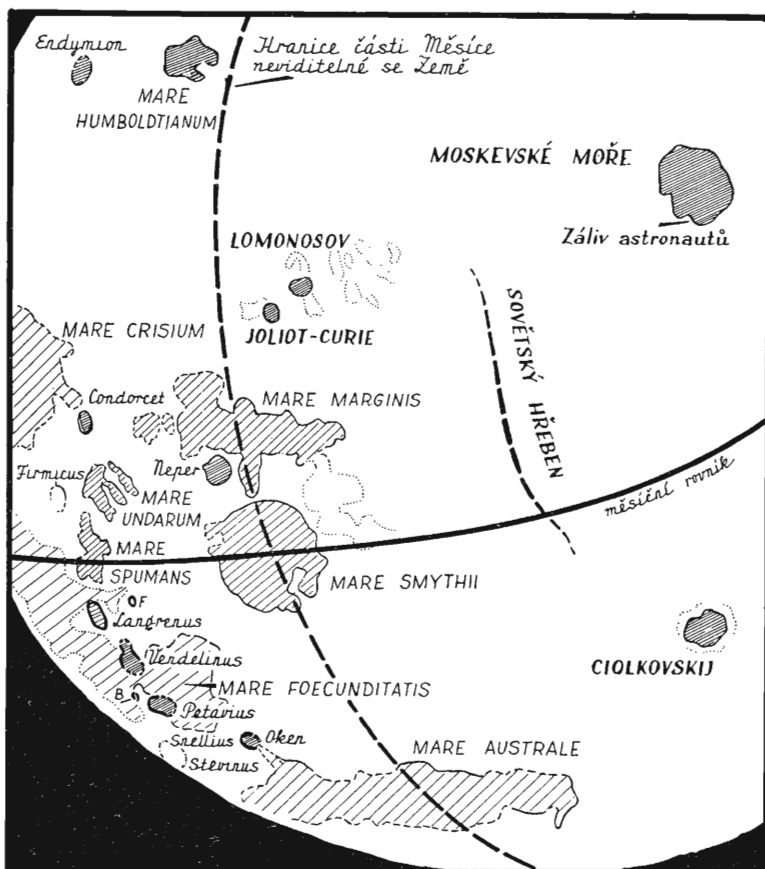 Endymion
Hranice části Měsíce
neviditelné se Země
MARE
HUMBOLDTIANUM
MOSKEVSKÉ MOŘE
Záliv astronautů
LOMONOSOV
JOLIOT-CURIE
SOVĚTSKÝ HŘEBEN
MARE CRISIUM
Condorcet
MARE MARGINIS
Neper
Firmicus
MARE
UNDARUM
měsíční rovník
MARE
SPUMANS
MARE SMYTHII
F
Langrenus
CIOLKOVSKIJ
Vendelinus
MARE FOECUNDITATIS
B
Petavius
Snellius
Oken
Stevinus
MARE AUSTRALE